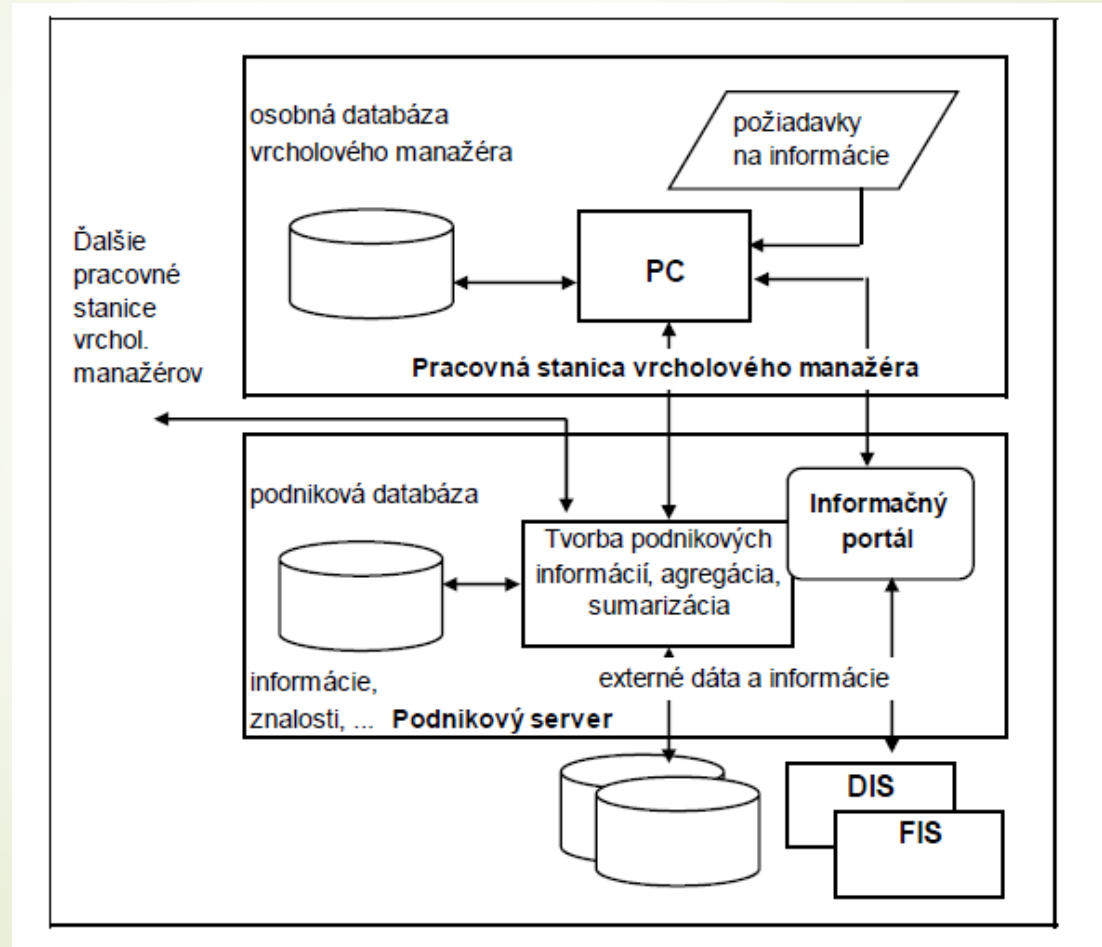 osobná databáza
vrcholového manažéra
požiadavky
na informácie
Ďalšie
pracovné
stanice
vrchol.
manažérov
PC
Pracovná stanica vrcholového manažéra
podniková databáza
Informačný
portál
Tvorba podnikových
informácií, agregácia,
sumarizácia
externé dáta a informácie
informácie,
znalosti, ... Podnikový server
DIS
FIS